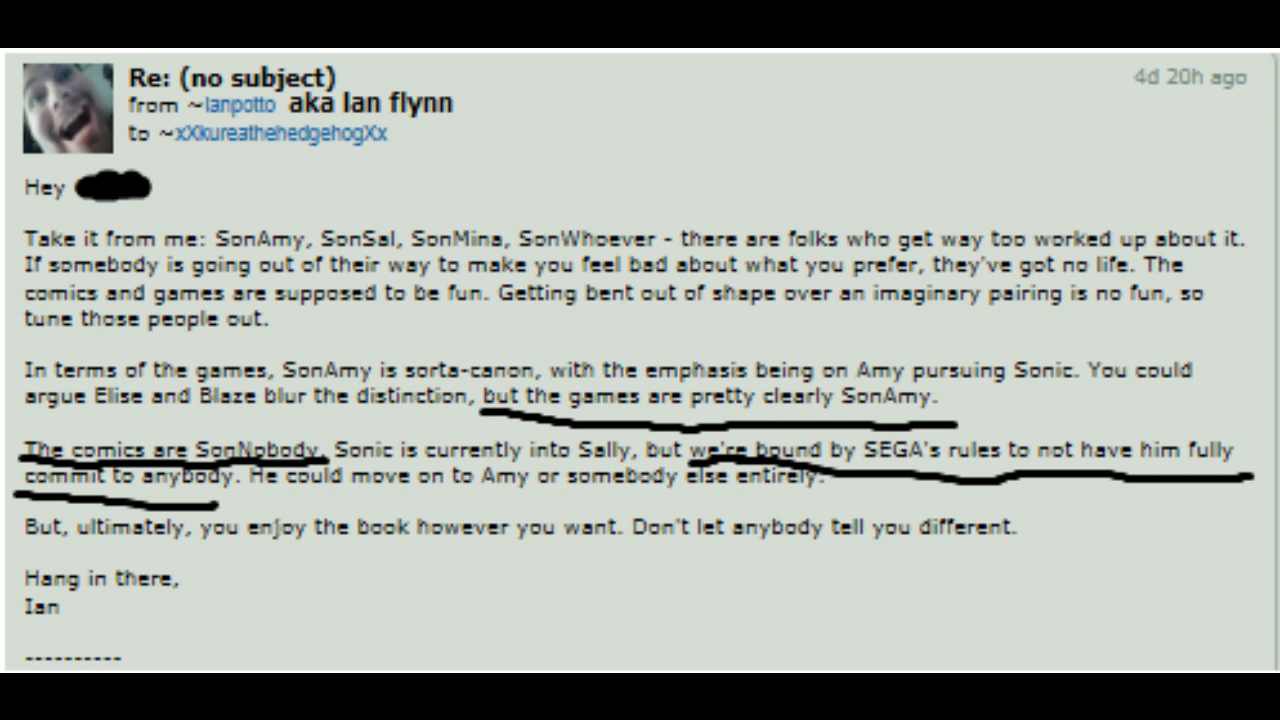 Re: (no subject)
4d 20h ago
from ~Ianpotto aka Ian flynn
to ~xXkureathehedgehogXx
Hey
Take it from me: SonAmy, SonSal, SonMina, SonWhoever - there are folks who get way too worked up about it.
If somebody is going out of their way to make you feel bad about what you prefer, they've got no life. The
comics and games are supposed to be fun. Getting bent out of shape over an imaginary pairing is no fun, so
tune those people out.
In terms of the games, SonAmy is sorta-canon, with the emphasis being on Amy pursuing Sonic. You could
argue Elise and Blaze blur the distinction, but the games are pretty clearly SonAmy.
The comics are SonNobody. Sonic is currently into Sally, but we're bound by SEGA's rules to not have him fully
commit to anybody. He could move on to Amy or somebody else entirely.
But, ultimately, you enjoy the book however you want. Don't let anybody tell you different.
Hang in there,
Ian
----------